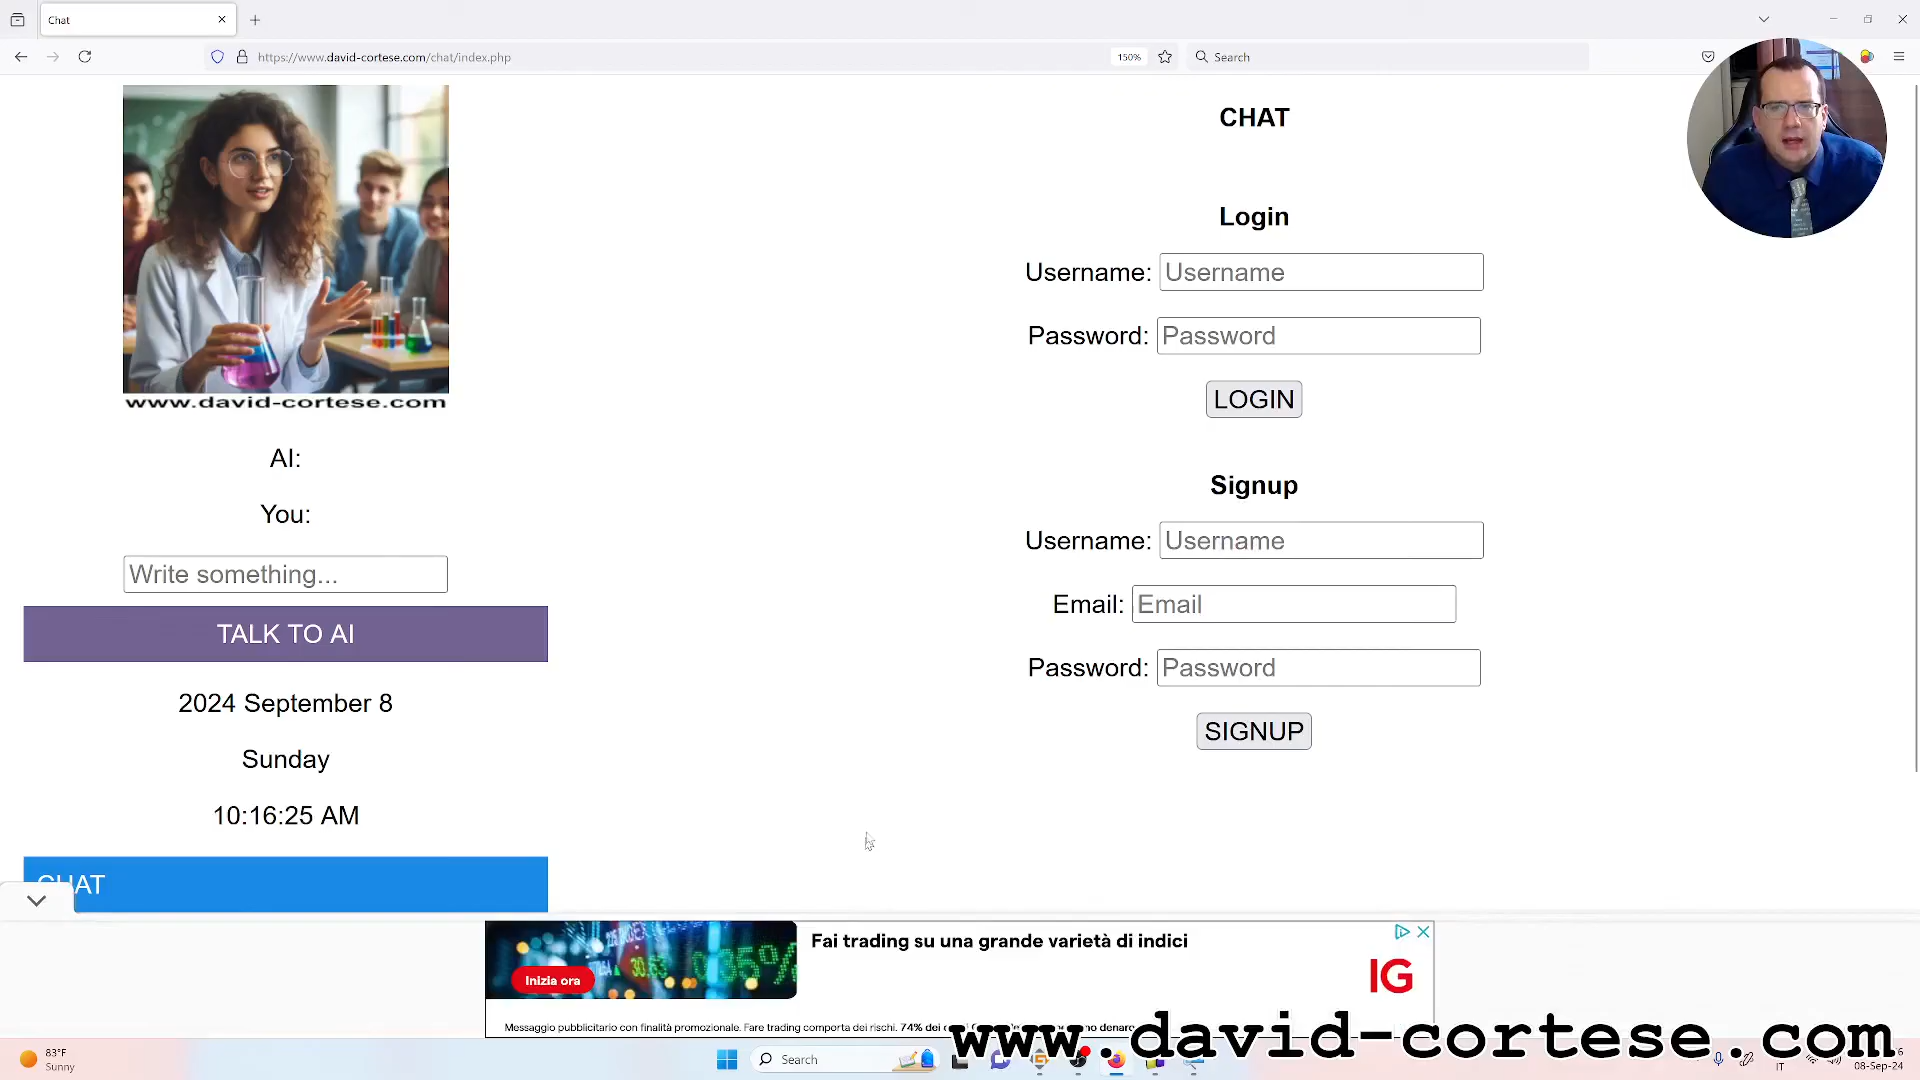 Chat
https://www.david-cortese.com/chat/index.php
150%
Search
www.david-cortese.com
AI:
You:
Write something...
TALK TO AI
2024 September 8
Sunday
10:16:25 AM
CHAT
CHAT
Login
Username: Username
Password: Password
LOGIN
Signup
Username: Username
Email: Email
Password: Password
SIGNUP
Fai trading su una grande varietà di indici
Inizia ora
IG
Messaggio pubblicitario con finalità promozionale. Fare trading comporta dei rischi. 74% dei
www.david-cortese.com
83°F
Sunny
Search
IT
08-Sep-24